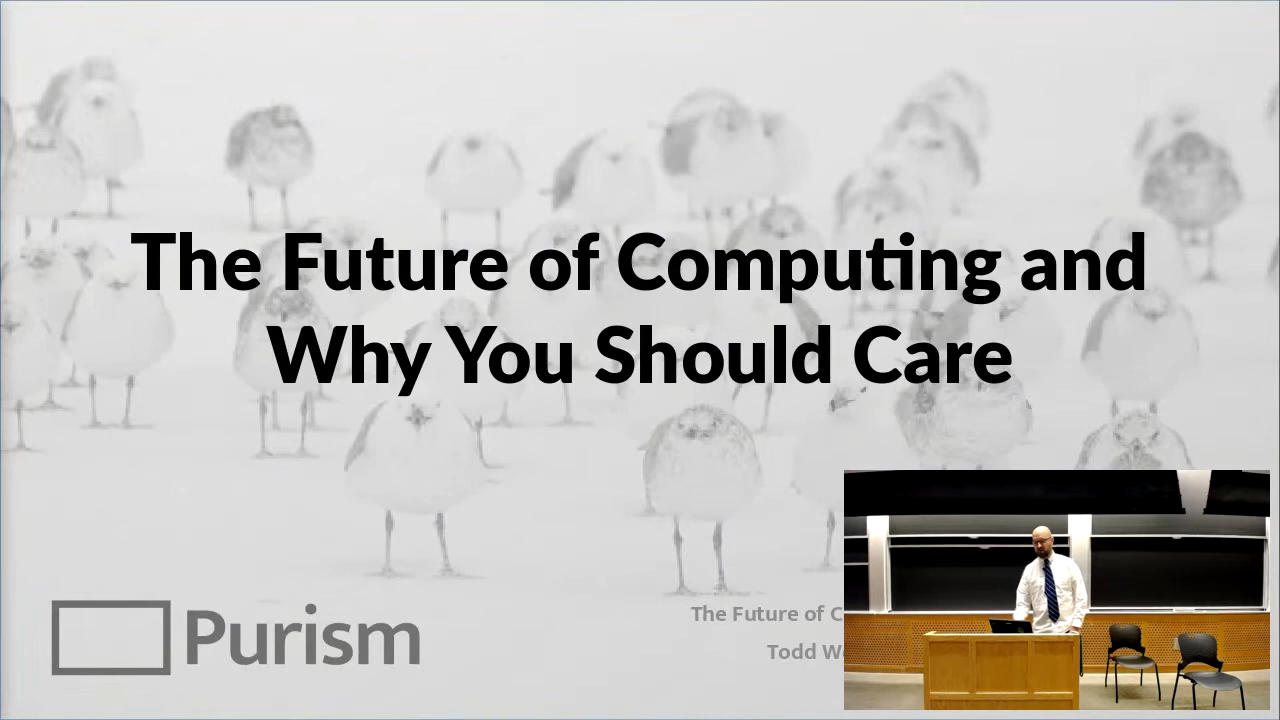 The Future of Computing and
Why You Should Care
Purism
The Future of
Todd